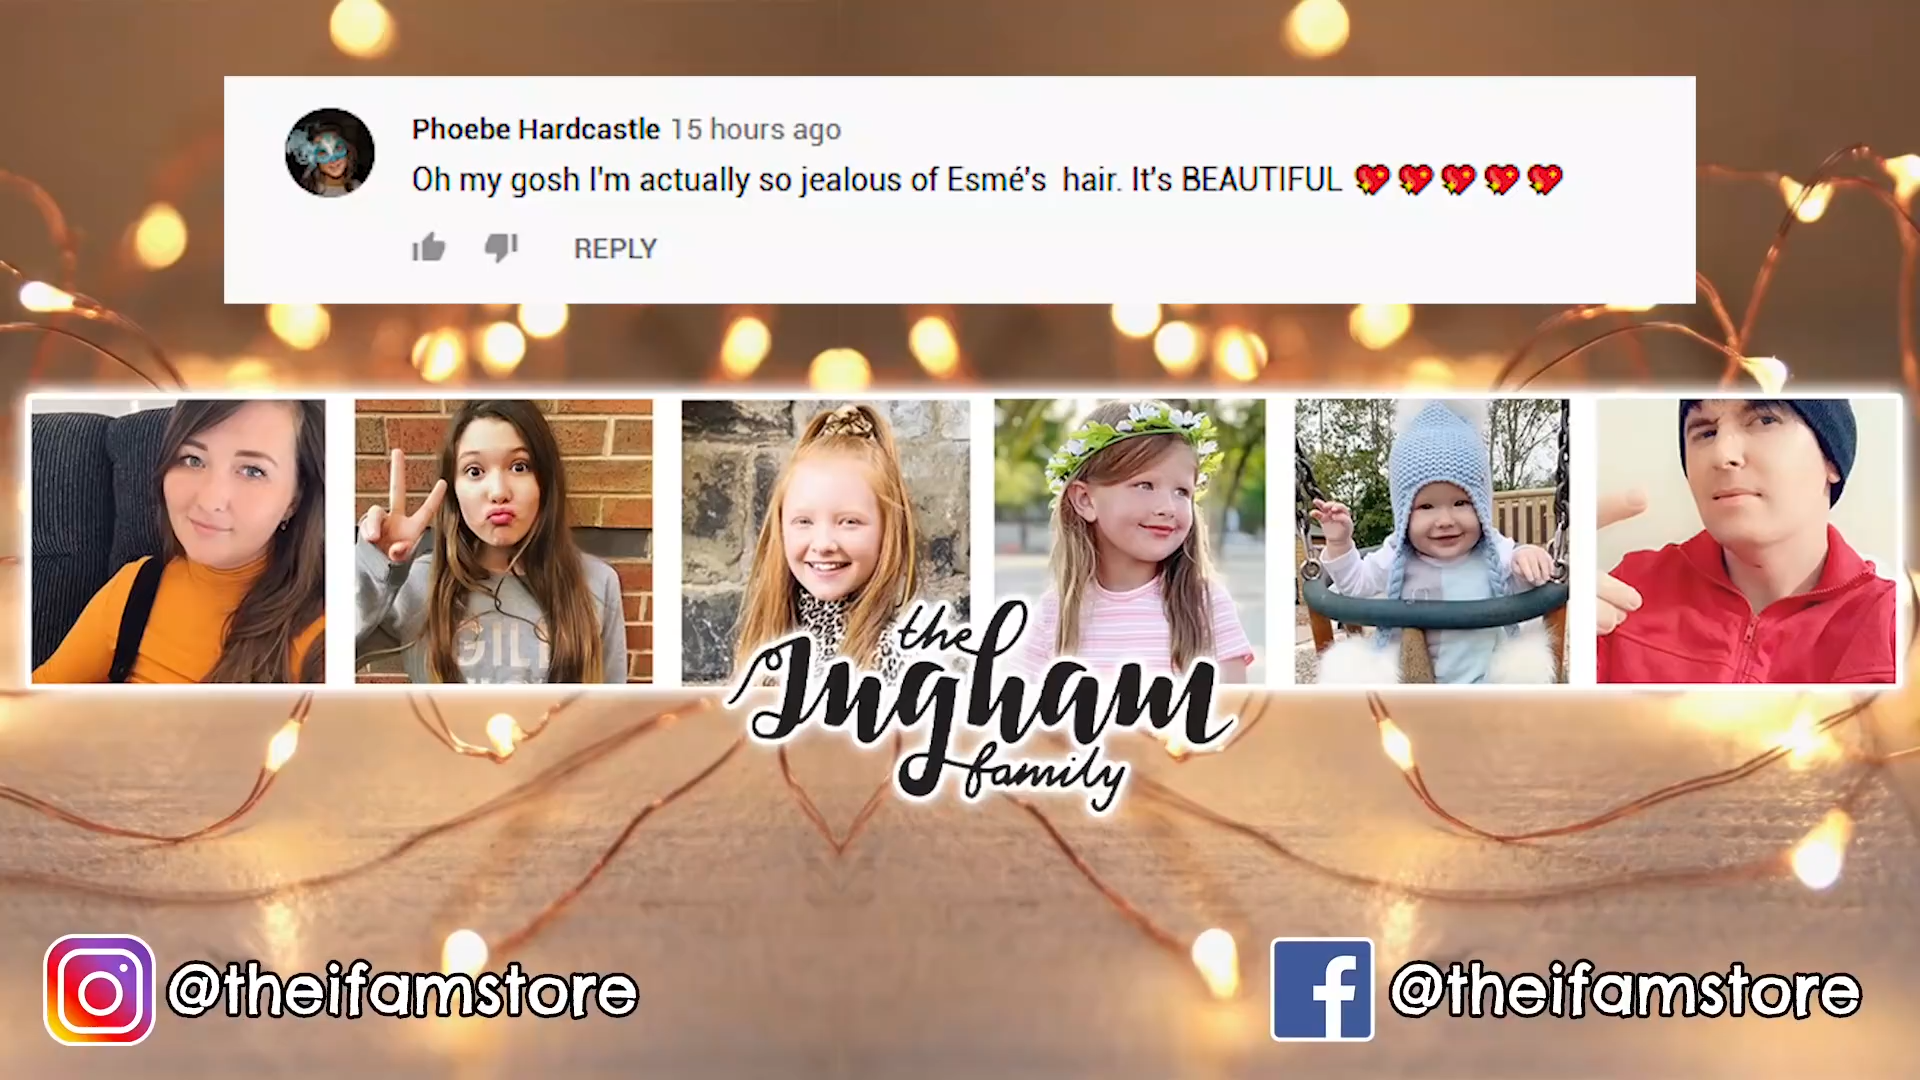 Phoebe Hardcastle 15 hours ago
Oh my gosh I'm actually so jealous of Esmé's hair. It's BEAUTIFUL 💖💖💖💖💖
REPLY
the
Ingham
family
@theifamstore
@theifamstore